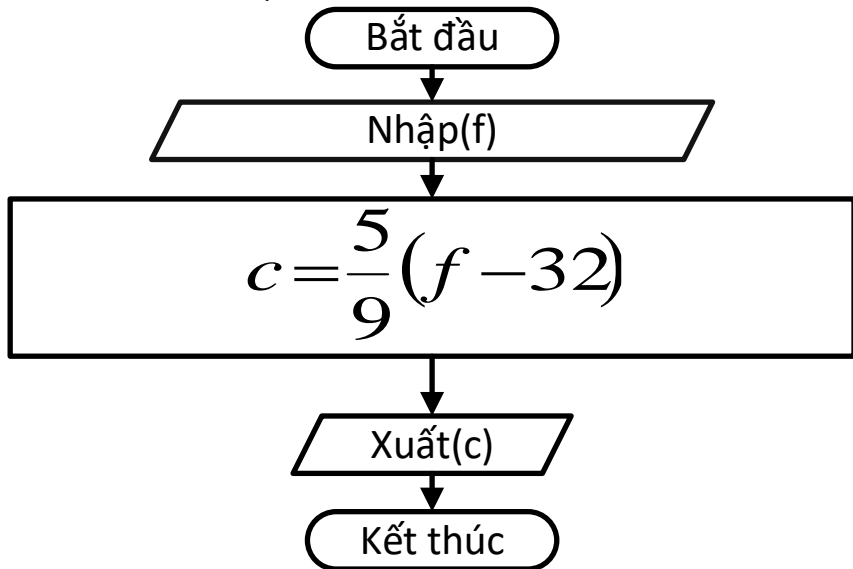 Bắt đầu
Nhập(f)
c = 5/9 (f − 32)
Xuất(c)
Kết thúc